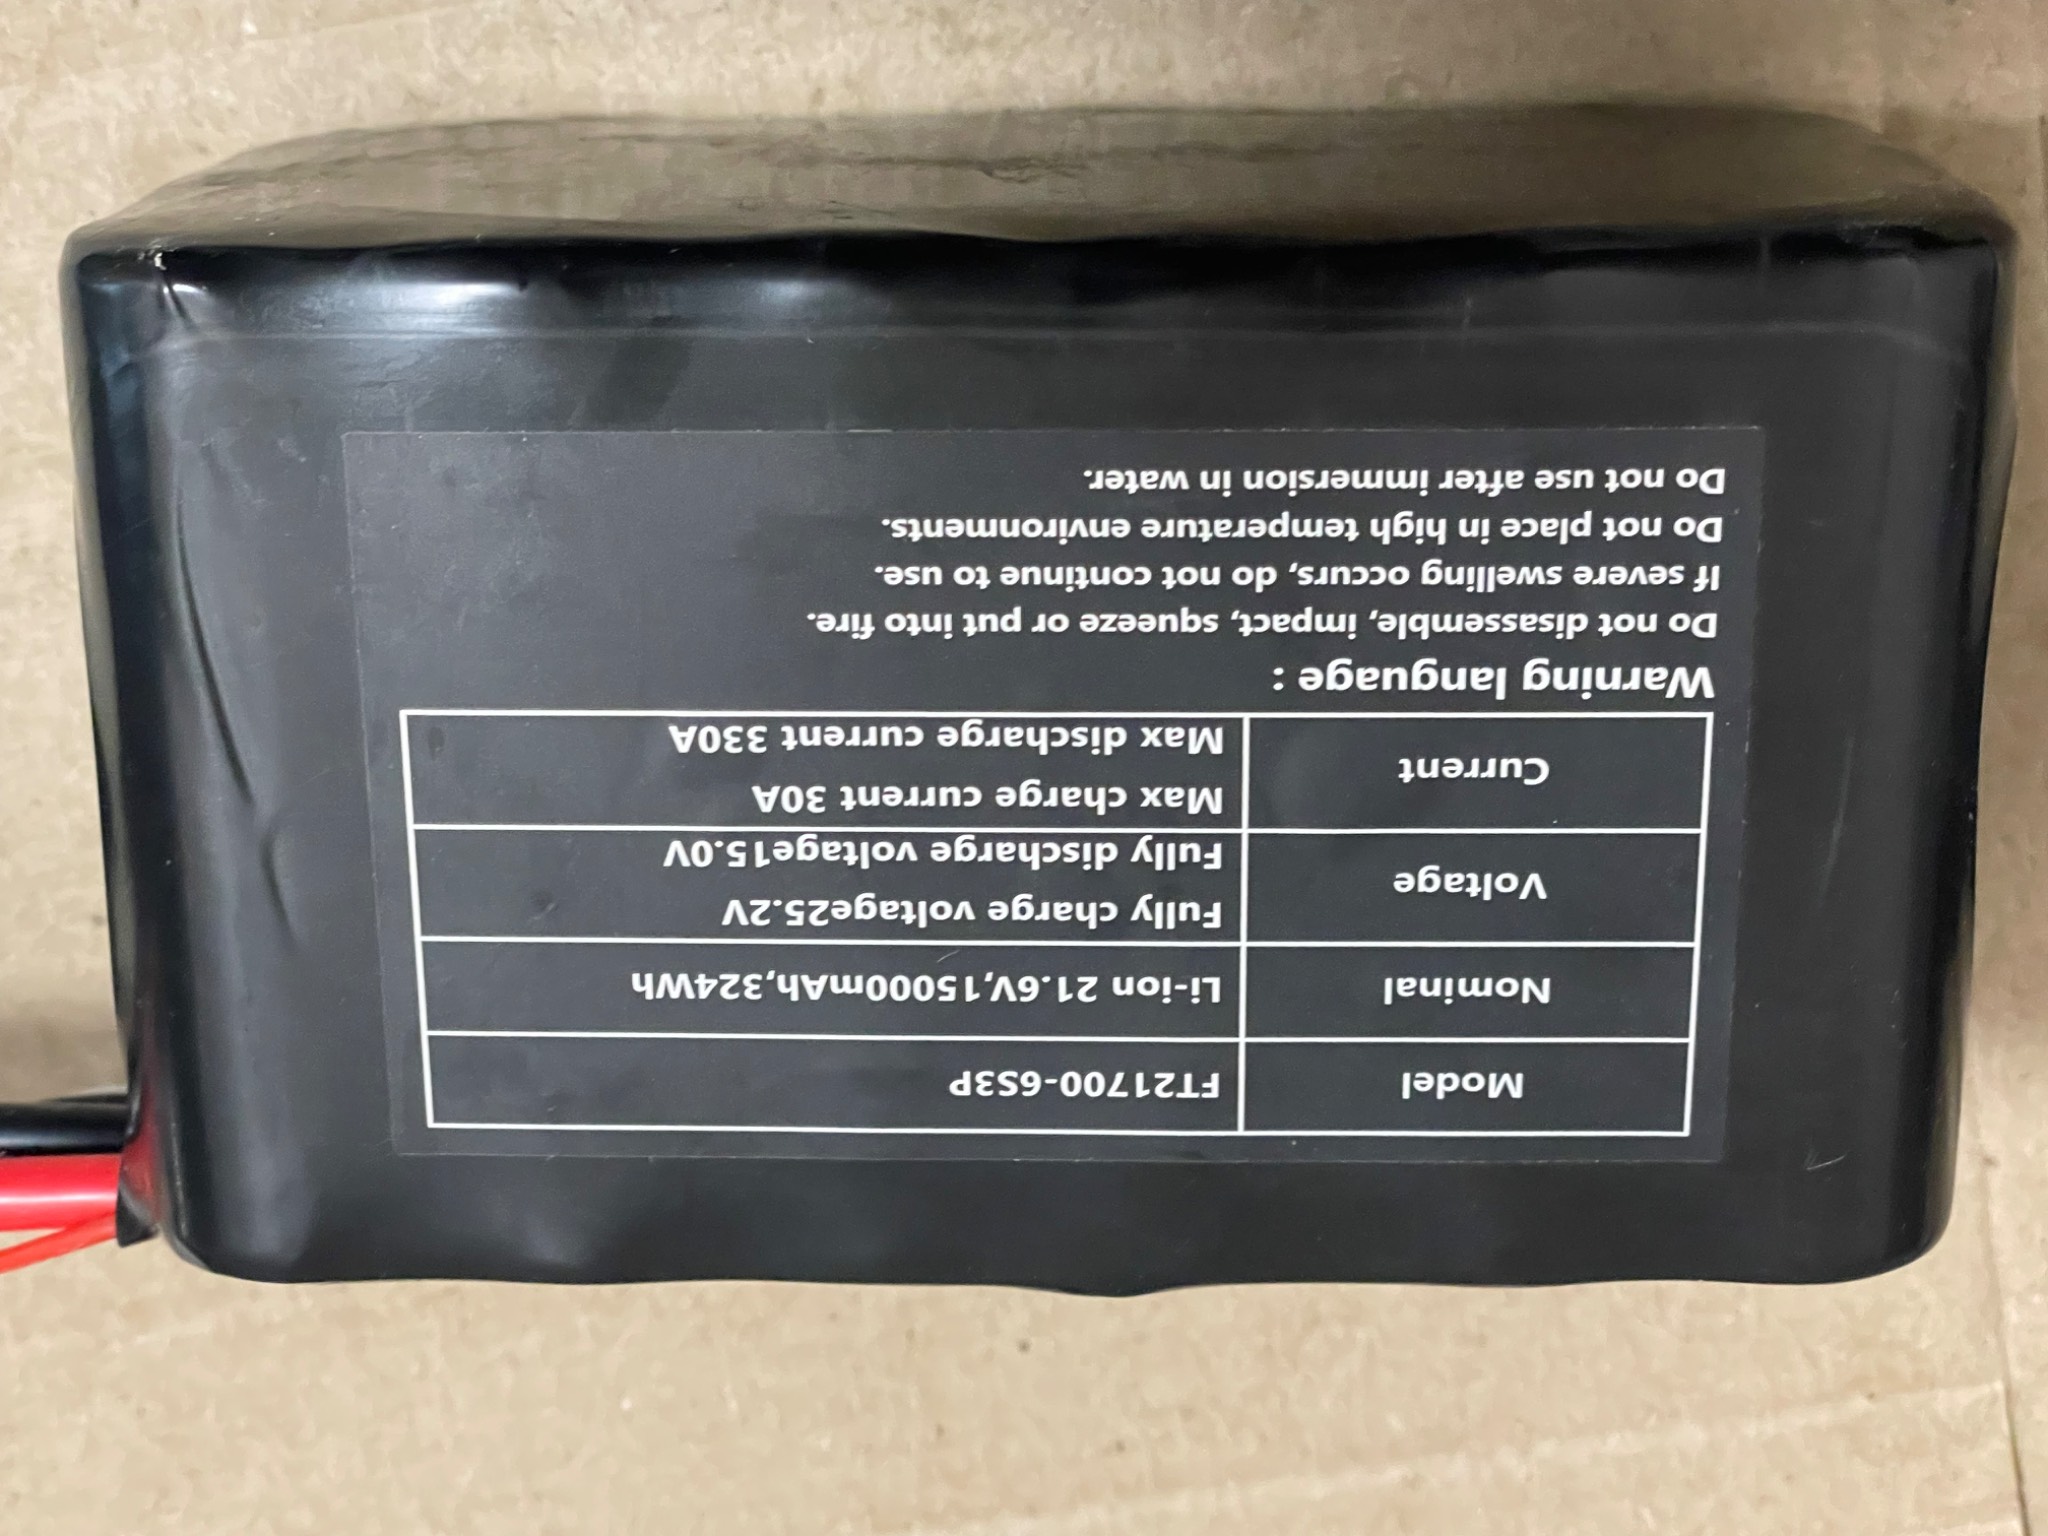 Model FT21700-6S3P
Nominal Li-ion 21.6V,15000mAh,324Wh
Voltage Fully charge voltage25.2V
Fully discharge voltage15.0V
Current Max charge current 30A
Max discharge current 330A
Warning language :
Do not disassemble, impact, squeeze or put into fire.
If severe swelling occurs, do not continue to use.
Do not place in high temperature environments.
Do not use after immersion in water.